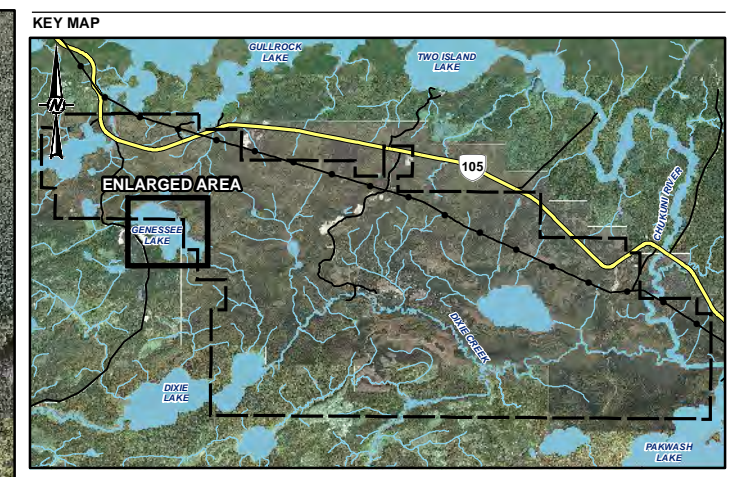 KEY MAP
GULLROCK
LAKE
TWO ISLAND
LAKE
N
105
ENLARGED AREA
GENESSEE
LAKE
CHUKUNI RIVER
DIXIE CREEK
DIXIE
LAKE
PAKWASH
LAKE